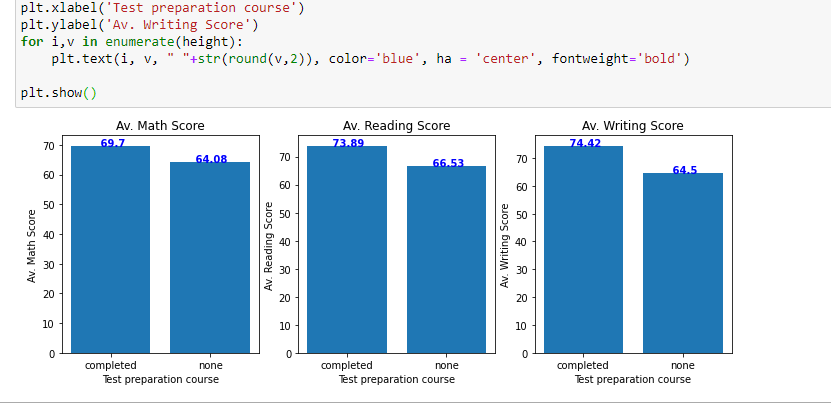 plt.xlabel('Test preparation course')
plt.ylabel('Av. Writing Score')
for i,v in enumerate(height):
    plt.text(i, v, " "+str(round(v,2)), color='blue', ha = 'center', fontweight='bold')
plt.show()
Av. Math Score
Av. Math Score
70
60
50
40
30
20
10
0
69.7
64.08
completed none
Test preparation course
Av. Reading Score
Av. Reading Score
70
60
50
40
30
20
10
0
73.89
66.53
completed none
Test preparation course
Av. Writing Score
Av. Writing Score
70
60
50
40
30
20
10
0
74.42
64.5
completed none
Test preparation course